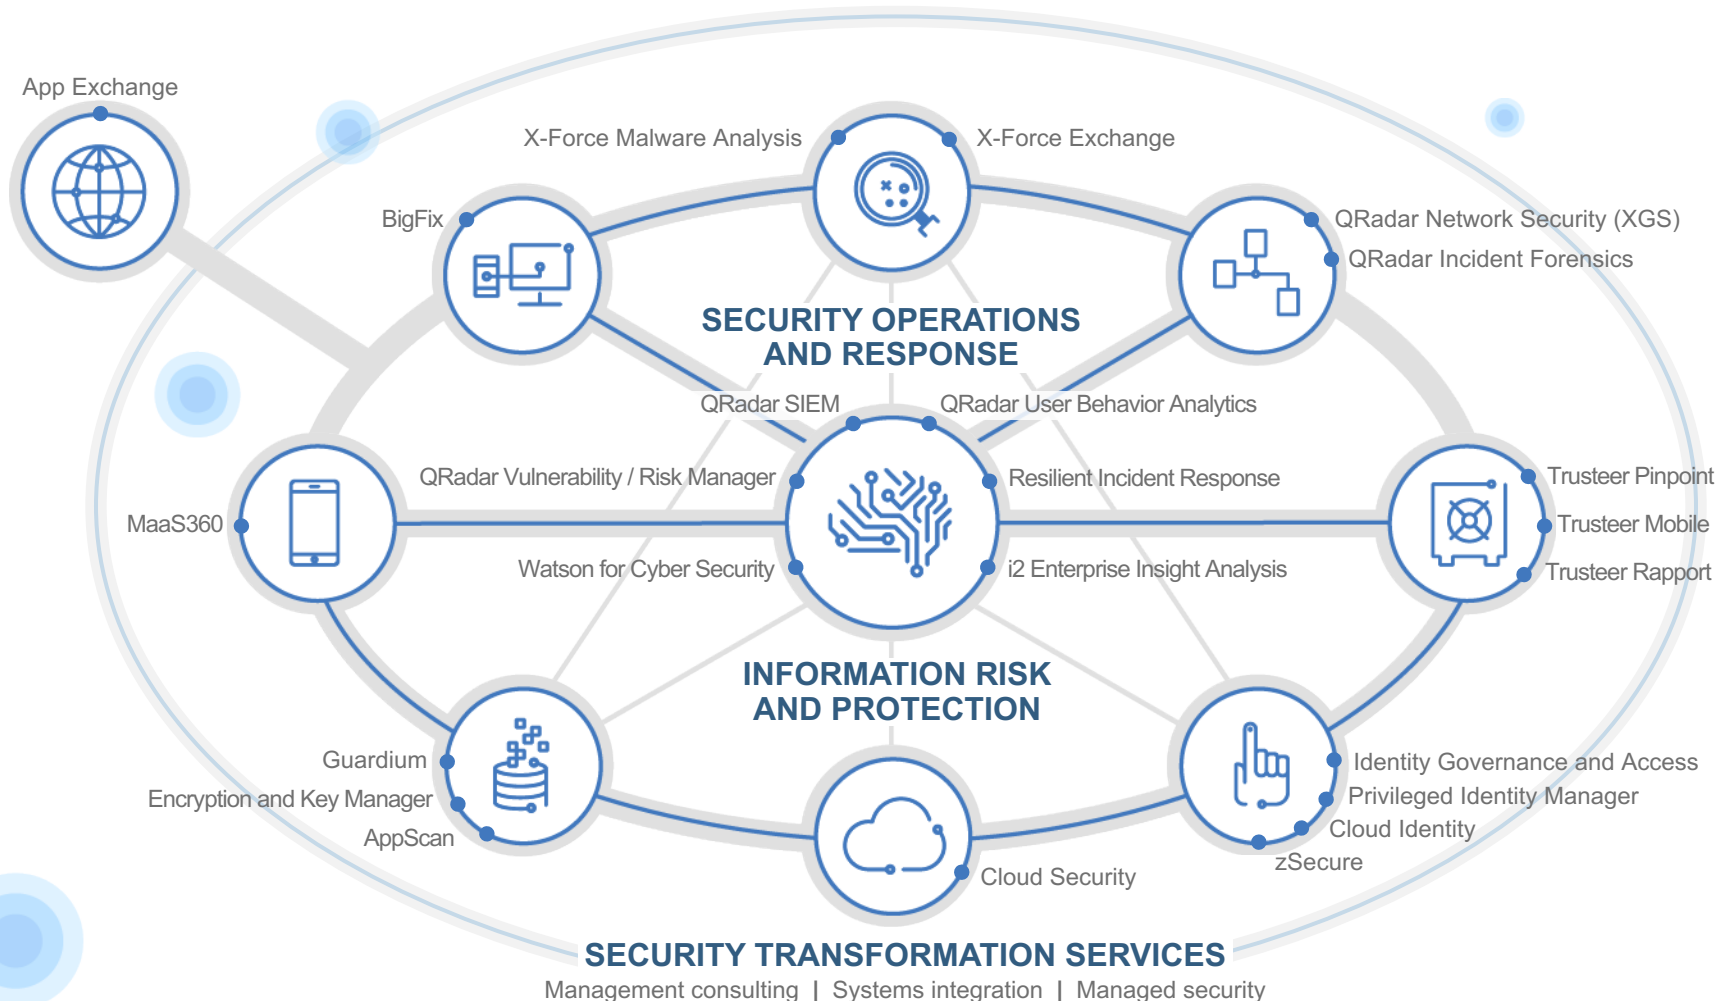 App Exchange
X-Force Malware Analysis
X-Force Exchange
BigFix
QRadar Network Security (XGS)
QRadar Incident Forensics
SECURITY OPERATIONS
AND RESPONSE
QRadar SIEM
QRadar User Behavior Analytics
QRadar Vulnerability / Risk Manager
Resilient Incident Response
Trusteer Pinpoint
MaaS360
Trusteer Mobile
Watson for Cyber Security
i2 Enterprise Insight Analysis
Trusteer Rapport
INFORMATION RISK
AND PROTECTION
Guardium
Encryption and Key Manager
AppScan
Identity Governance and Access
Privileged Identity Manager
Cloud Identity
zSecure
Cloud Security
SECURITY TRANSFORMATION SERVICES
Management consulting | Systems integration | Managed security